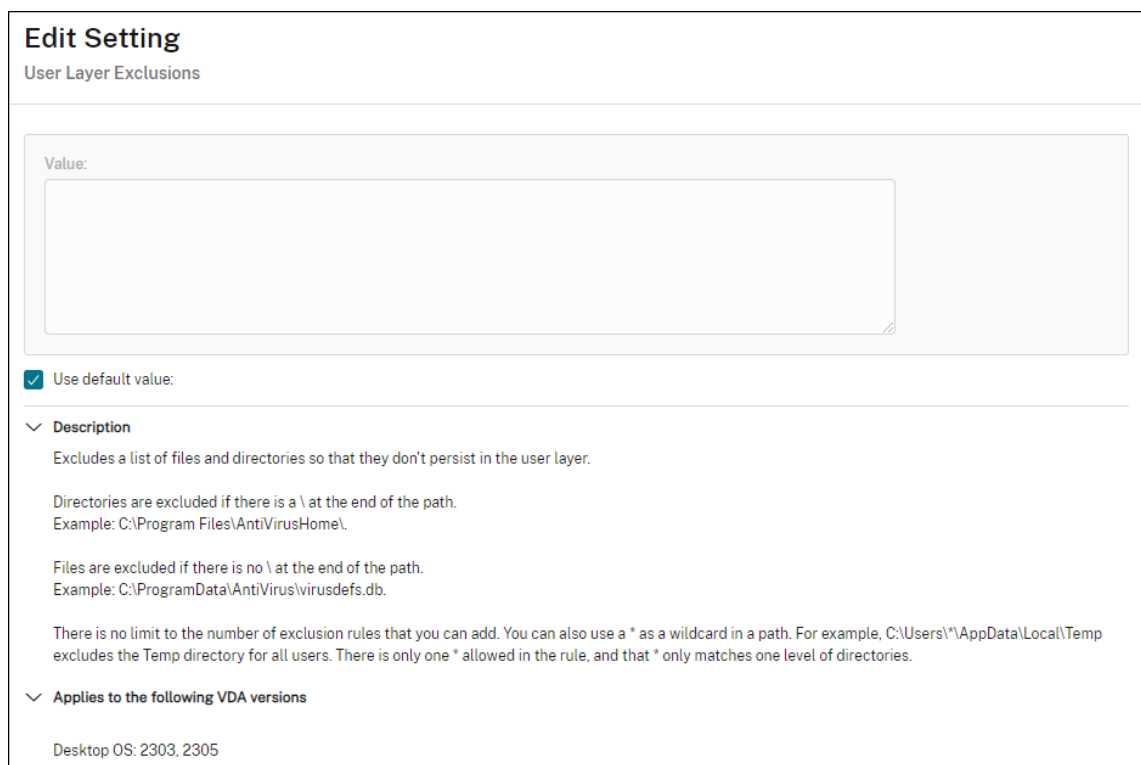 Edit Setting
User Layer Exclusions
Value:
Use default value:
Description
Excludes a list of files and directories so that they don't persist in the user layer.
Directories are excluded if there is a \ at the end of the path.
Example: C:\Program Files\AntiVirusHome\.
Files are excluded if there is no \ at the end of the path.
Example: C:\ProgramData\AntiVirus\virusdefs.db.
There is no limit to the number of exclusion rules that you can add. You can also use a * as a wildcard in a path. For example, C:\Users\*\AppData\Local\Temp
excludes the Temp directory for all users. There is only one * allowed in the rule, and that * only matches one level of directories.
Applies to the following VDA versions
Desktop OS: 2303, 2305